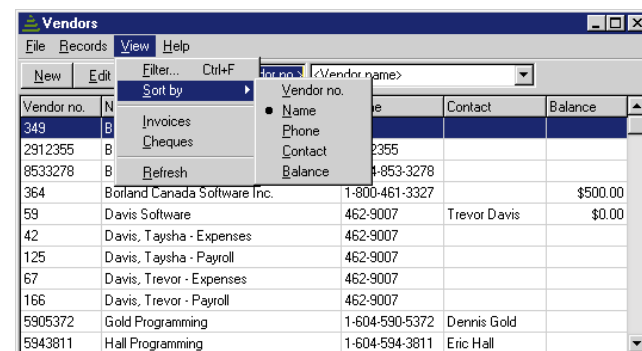 Vendors
File Records View Help
New Edit <Vendor name>
Filter... Ctrl+F
Sort by
Invoices
Cheques
Refresh
Vendor no.
Name
Phone
Contact
Balance
Vendor no. Contact Balance
349 B
2912355 B
8533278 B 853-3278
364 Borland Canada Software Inc. 1-800-461-3327 $500.00
59 Davis Software 462-9007 Trevor Davis $0.00
42 Davis, Taysha - Expenses 462-9007
125 Davis, Taysha - Payroll 462-9007
67 Davis, Trevor - Expenses 462-9007
166 Davis, Trevor - Payroll 462-9007
5905372 Gold Programming 1-604-590-5372 Dennis Gold
5943811 Hall Programming 1-604-594-3811 Eric Hall